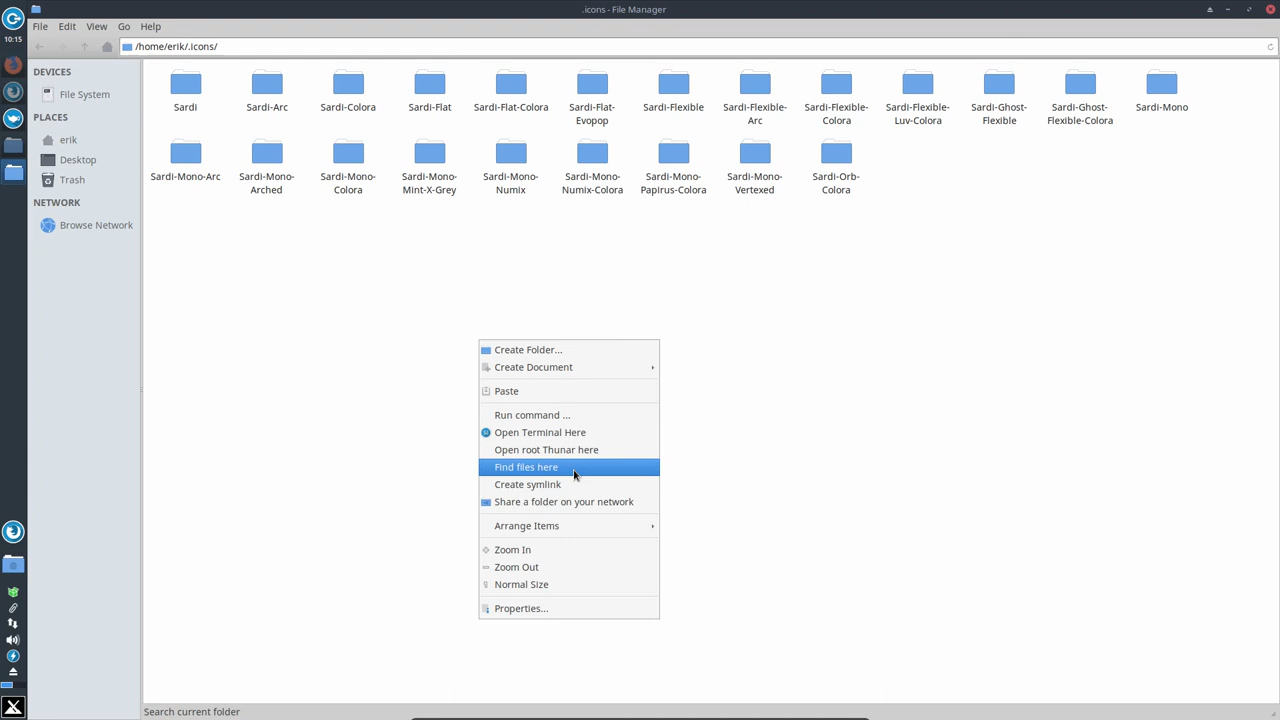 .icons - File Manager
File Edit View Go Help
10:15
/home/erik/.icons/
DEVICES
File System
PLACES
erik
Desktop
Trash
NETWORK
Browse Network
Sardi
Sardi-Arc
Sardi-Colora
Sardi-Flat
Sardi-Flat-Colora
Sardi-Flat-
Evopop
Sardi-Flexible
Sardi-Flexible-
Arc
Sardi-Flexible-
Colora
Sardi-Flexible-
Luv-Colora
Sardi-Ghost-
Flexible
Sardi-Ghost-
Flexible-Colora
Sardi-Mono
Sardi-Mono-Arc
Sardi-Mono-
Arched
Sardi-Mono-
Colora
Sardi-Mono-
Mint-X-Grey
Sardi-Mono-
Numix
Sardi-Mono-
Numix-Colora
Sardi-Mono-
Papirus-Colora
Sardi-Mono-
Vertexed
Sardi-Orb-
Colora
Create Folder...
Create Document
Paste
Run command ...
Open Terminal Here
Open root Thunar here
Find files here
Create symlink
Share a folder on your network
Arrange Items
Zoom In
Zoom Out
Normal Size
Properties...
Search current folder